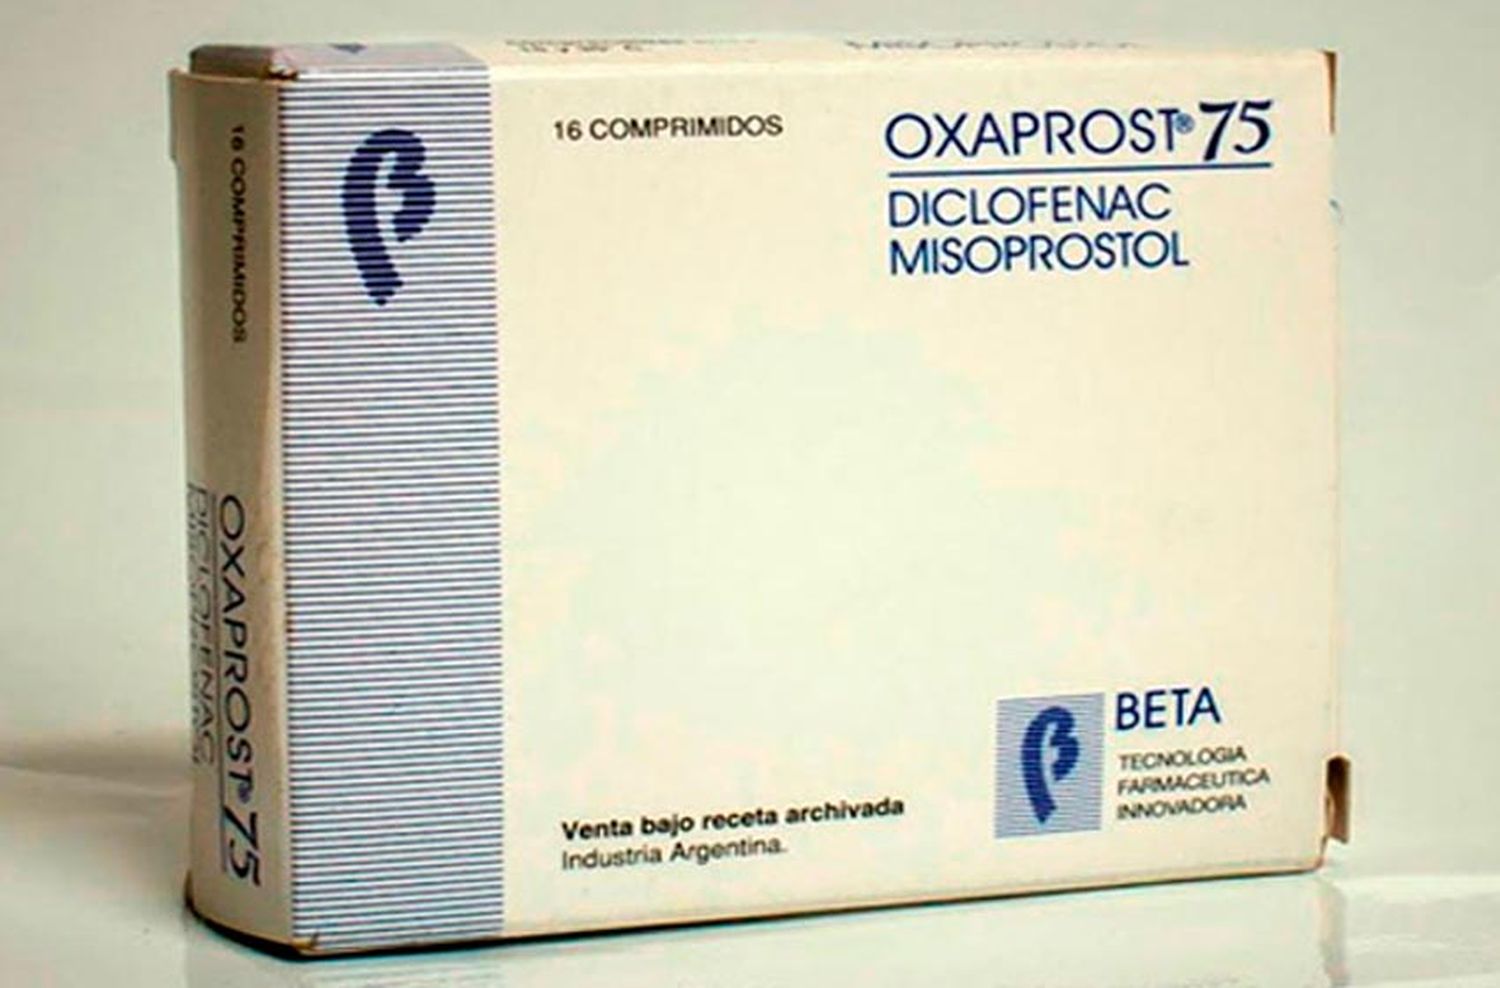 16 COMPRIMIDOS
OXAPROST® 75
DICLOFENAC
MISOPROSTOL
BETA
TECNOLOGIA
FARMACEUTICA
INNOVADORA
Venta bajo receta archivada
Industria Argentina.
16 COMPRIMIDOS
OXAPROST® 75
DICLOFENAC